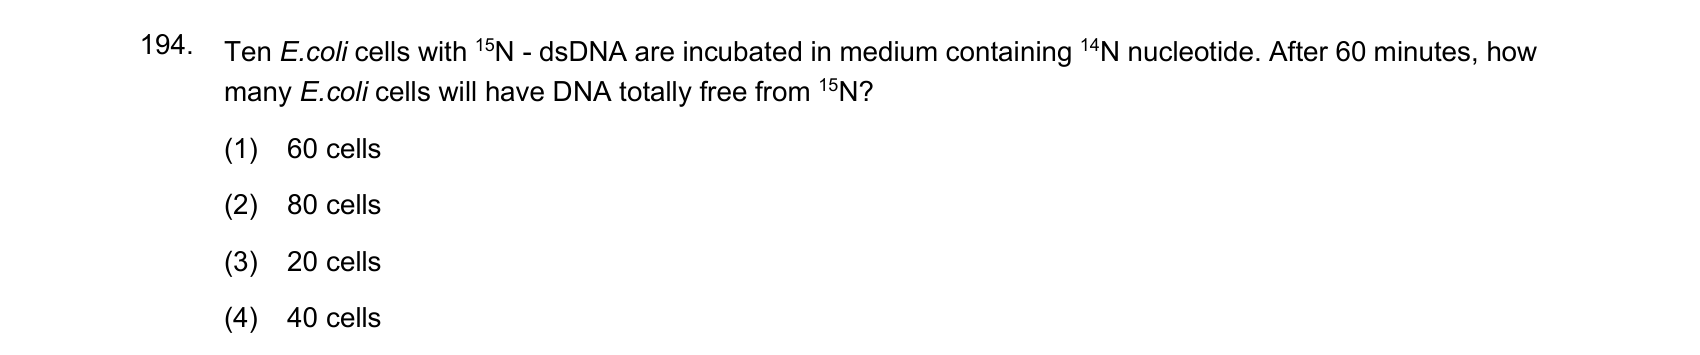 194. Ten E.coli cells with ¹⁵N - dsDNA are incubated in medium containing ¹⁴N nucleotide. After 60 minutes, how
many E.coli cells will have DNA totally free from ¹⁵N?
(1) 60 cells
(2) 80 cells
(3) 20 cells
(4) 40 cells